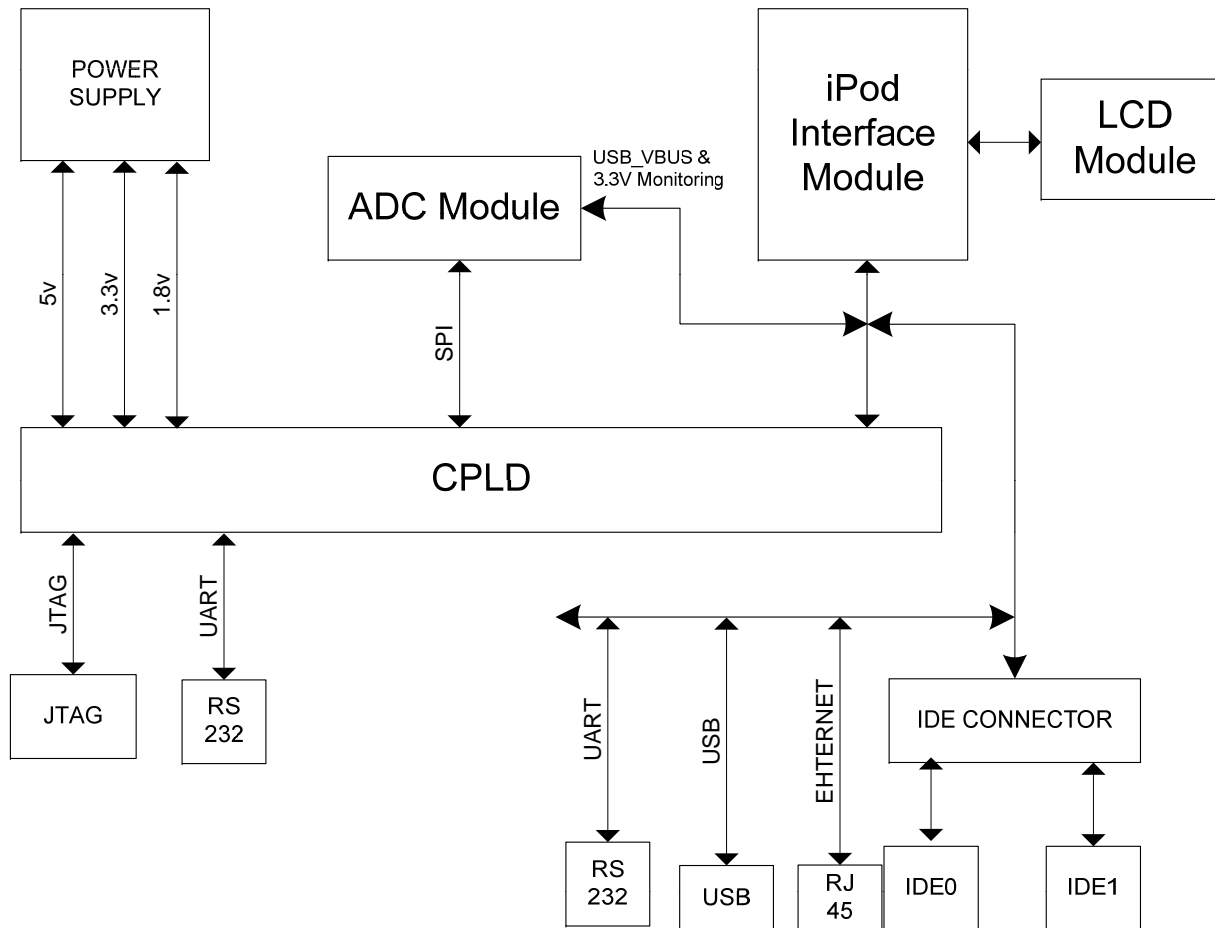 POWER
SUPPLY
iPod
Interface
Module
LCD
Module
USB_VBUS &
3.3V Monitoring
ADC Module
5v
3.3v
1.8v
SPI
CPLD
JTAG
UART
JTAG
RS
232
UART
USB
EHTERNET
IDE CONNECTOR
RS
232
USB
RJ
45
IDE0
IDE1